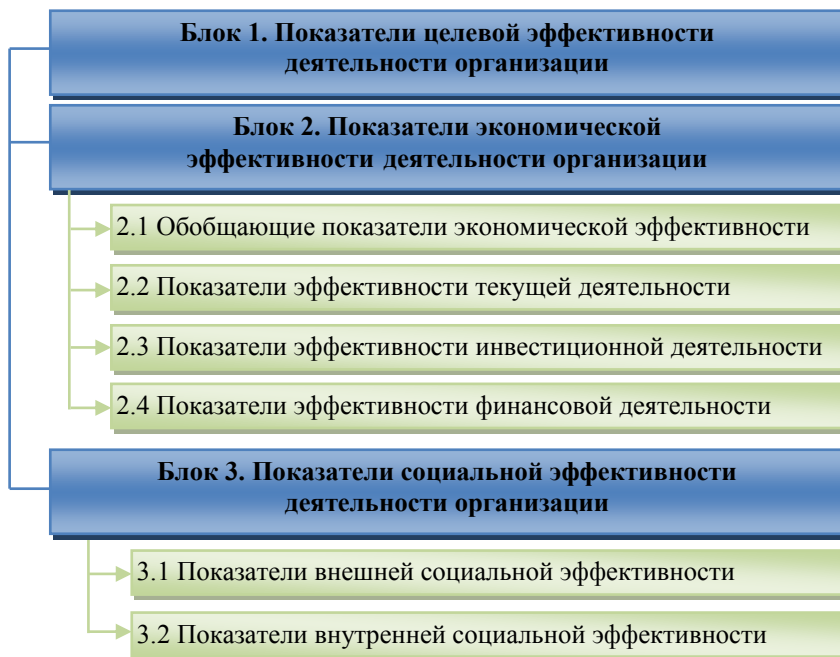 Блок 1. Показатели целевой эффективности
деятельности организации
Блок 2. Показатели экономической
эффективности деятельности организации
2.1 Обобщающие показатели экономической эффективности
2.2 Показатели эффективности текущей деятельности
2.3 Показатели эффективности инвестиционной деятельности
2.4 Показатели эффективности финансовой деятельности
Блок 3. Показатели социальной эффективности
деятельности организации
3.1 Показатели внешней социальной эффективности
3.2 Показатели внутренней социальной эффективности